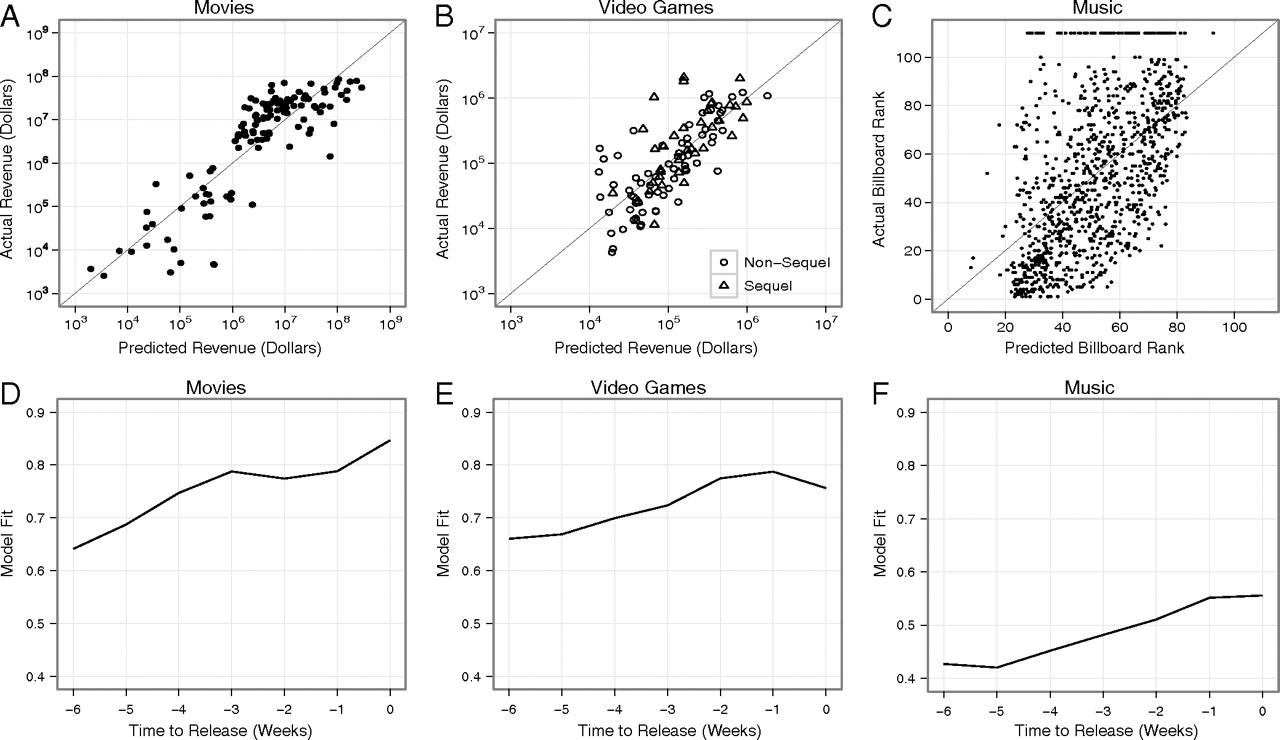 A
Movies
Actual Revenue (Dollars)
10⁹
10⁸
10⁷
10⁶
10⁵
10⁴
10³
10³ 10⁴ 10⁵ 10⁶ 10⁷ 10⁸ 10⁹
Predicted Revenue (Dollars)
B
Video Games
Actual Revenue (Dollars)
10⁷
10⁶
10⁵
10⁴
10³
Non–Sequel
Sequel
10³ 10⁴ 10⁵ 10⁶ 10⁷
Predicted Revenue (Dollars)
C
Music
Actual Billboard Rank
100
80
60
40
20
0
0 20 40 60 80 100
Predicted Billboard Rank
D
Movies
Model Fit
0.9
0.8
0.7
0.6
0.5
0.4
−6 −5 −4 −3 −2 −1 0
Time to Release (Weeks)
E
Video Games
Model Fit
0.9
0.8
0.7
0.6
0.5
0.4
−6 −5 −4 −3 −2 −1 0
Time to Release (Weeks)
F
Music
Model Fit
0.9
0.8
0.7
0.6
0.5
0.4
−6 −5 −4 −3 −2 −1 0
Time to Release (Weeks)